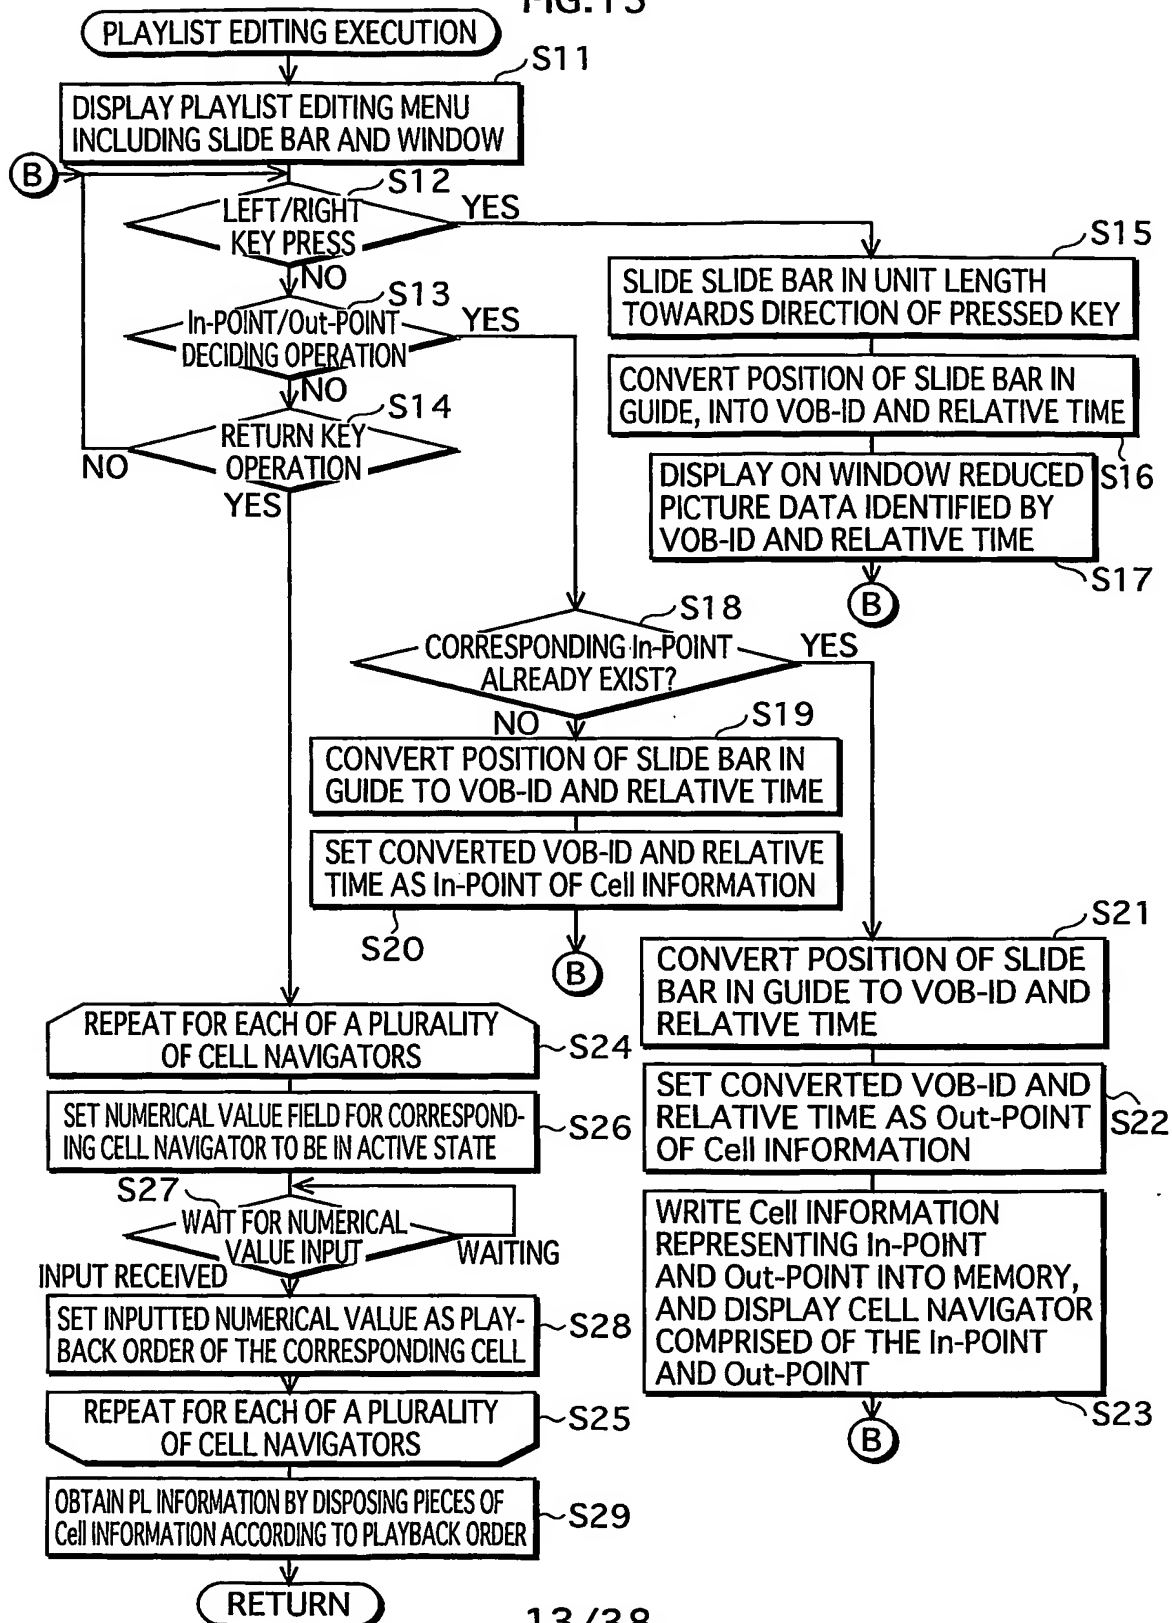 FIG.13
PLAYLIST EDITING EXECUTION
S11
DISPLAY PLAYLIST EDITING MENU
INCLUDING SLIDE BAR AND WINDOW
B
S12
LEFT/RIGHT
KEY PRESS
YES
NO
S13
In-POINT/Out-POINT
DECIDING OPERATION
YES
NO
S14
RETURN KEY
OPERATION
NO
YES
S15
SLIDE SLIDE BAR IN UNIT LENGTH
TOWARDS DIRECTION OF PRESSED KEY
CONVERT POSITION OF SLIDE BAR IN
GUIDE, INTO VOB-ID AND RELATIVE TIME
S16
DISPLAY ON WINDOW REDUCED
PICTURE DATA IDENTIFIED BY
VOB-ID AND RELATIVE TIME
S17
B
S18
CORRESPONDING In-POINT
ALREADY EXIST?
YES
NO
S19
CONVERT POSITION OF SLIDE BAR IN
GUIDE TO VOB-ID AND RELATIVE TIME
SET CONVERTED VOB-ID AND RELATIVE
TIME AS In-POINT OF Cell INFORMATION
S20
B
S21
CONVERT POSITION OF SLIDE
BAR IN GUIDE TO VOB-ID AND
RELATIVE TIME
SET CONVERTED VOB-ID AND
RELATIVE TIME AS Out-POINT
OF Cell INFORMATION
S22
WRITE Cell INFORMATION
REPRESENTING In-POINT
AND Out-POINT INTO MEMORY,
AND DISPLAY CELL NAVIGATOR
COMPRISED OF THE In-POINT
AND Out-POINT
S23
B
REPEAT FOR EACH OF A PLURALITY
OF CELL NAVIGATORS
S24
SET NUMERICAL VALUE FIELD FOR CORRESPOND-
ING CELL NAVIGATOR TO BE IN ACTIVE STATE
S26
S27
WAIT FOR NUMERICAL
VALUE INPUT
WAITING
INPUT RECEIVED
SET INPUTTED NUMERICAL VALUE AS PLAY-
BACK ORDER OF THE CORRESPONDING CELL
S28
REPEAT FOR EACH OF A PLURALITY
OF CELL NAVIGATORS
S25
OBTAIN PL INFORMATION BY DISPOSING PIECES OF
Cell INFORMATION ACCORDING TO PLAYBACK ORDER
S29
RETURN
13/38